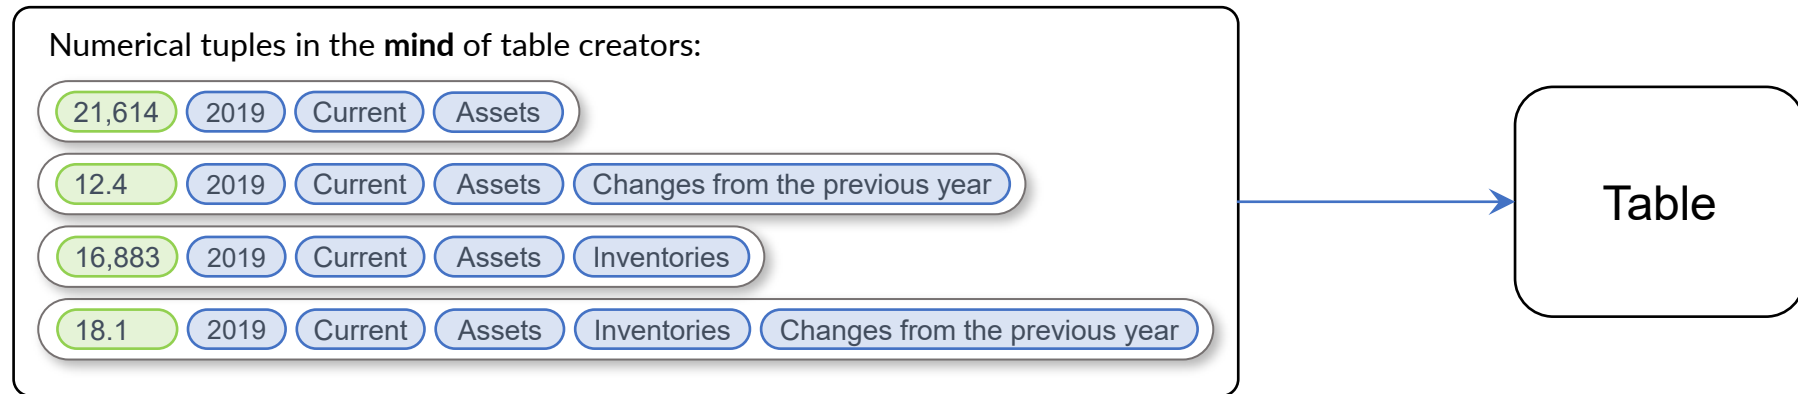 Numerical tuples in the mind of table creators:
21,614 2019 Current Assets
12.4 2019 Current Assets Changes from the previous year
16,883 2019 Current Assets Inventories
18.1 2019 Current Assets Inventories Changes from the previous year
Table